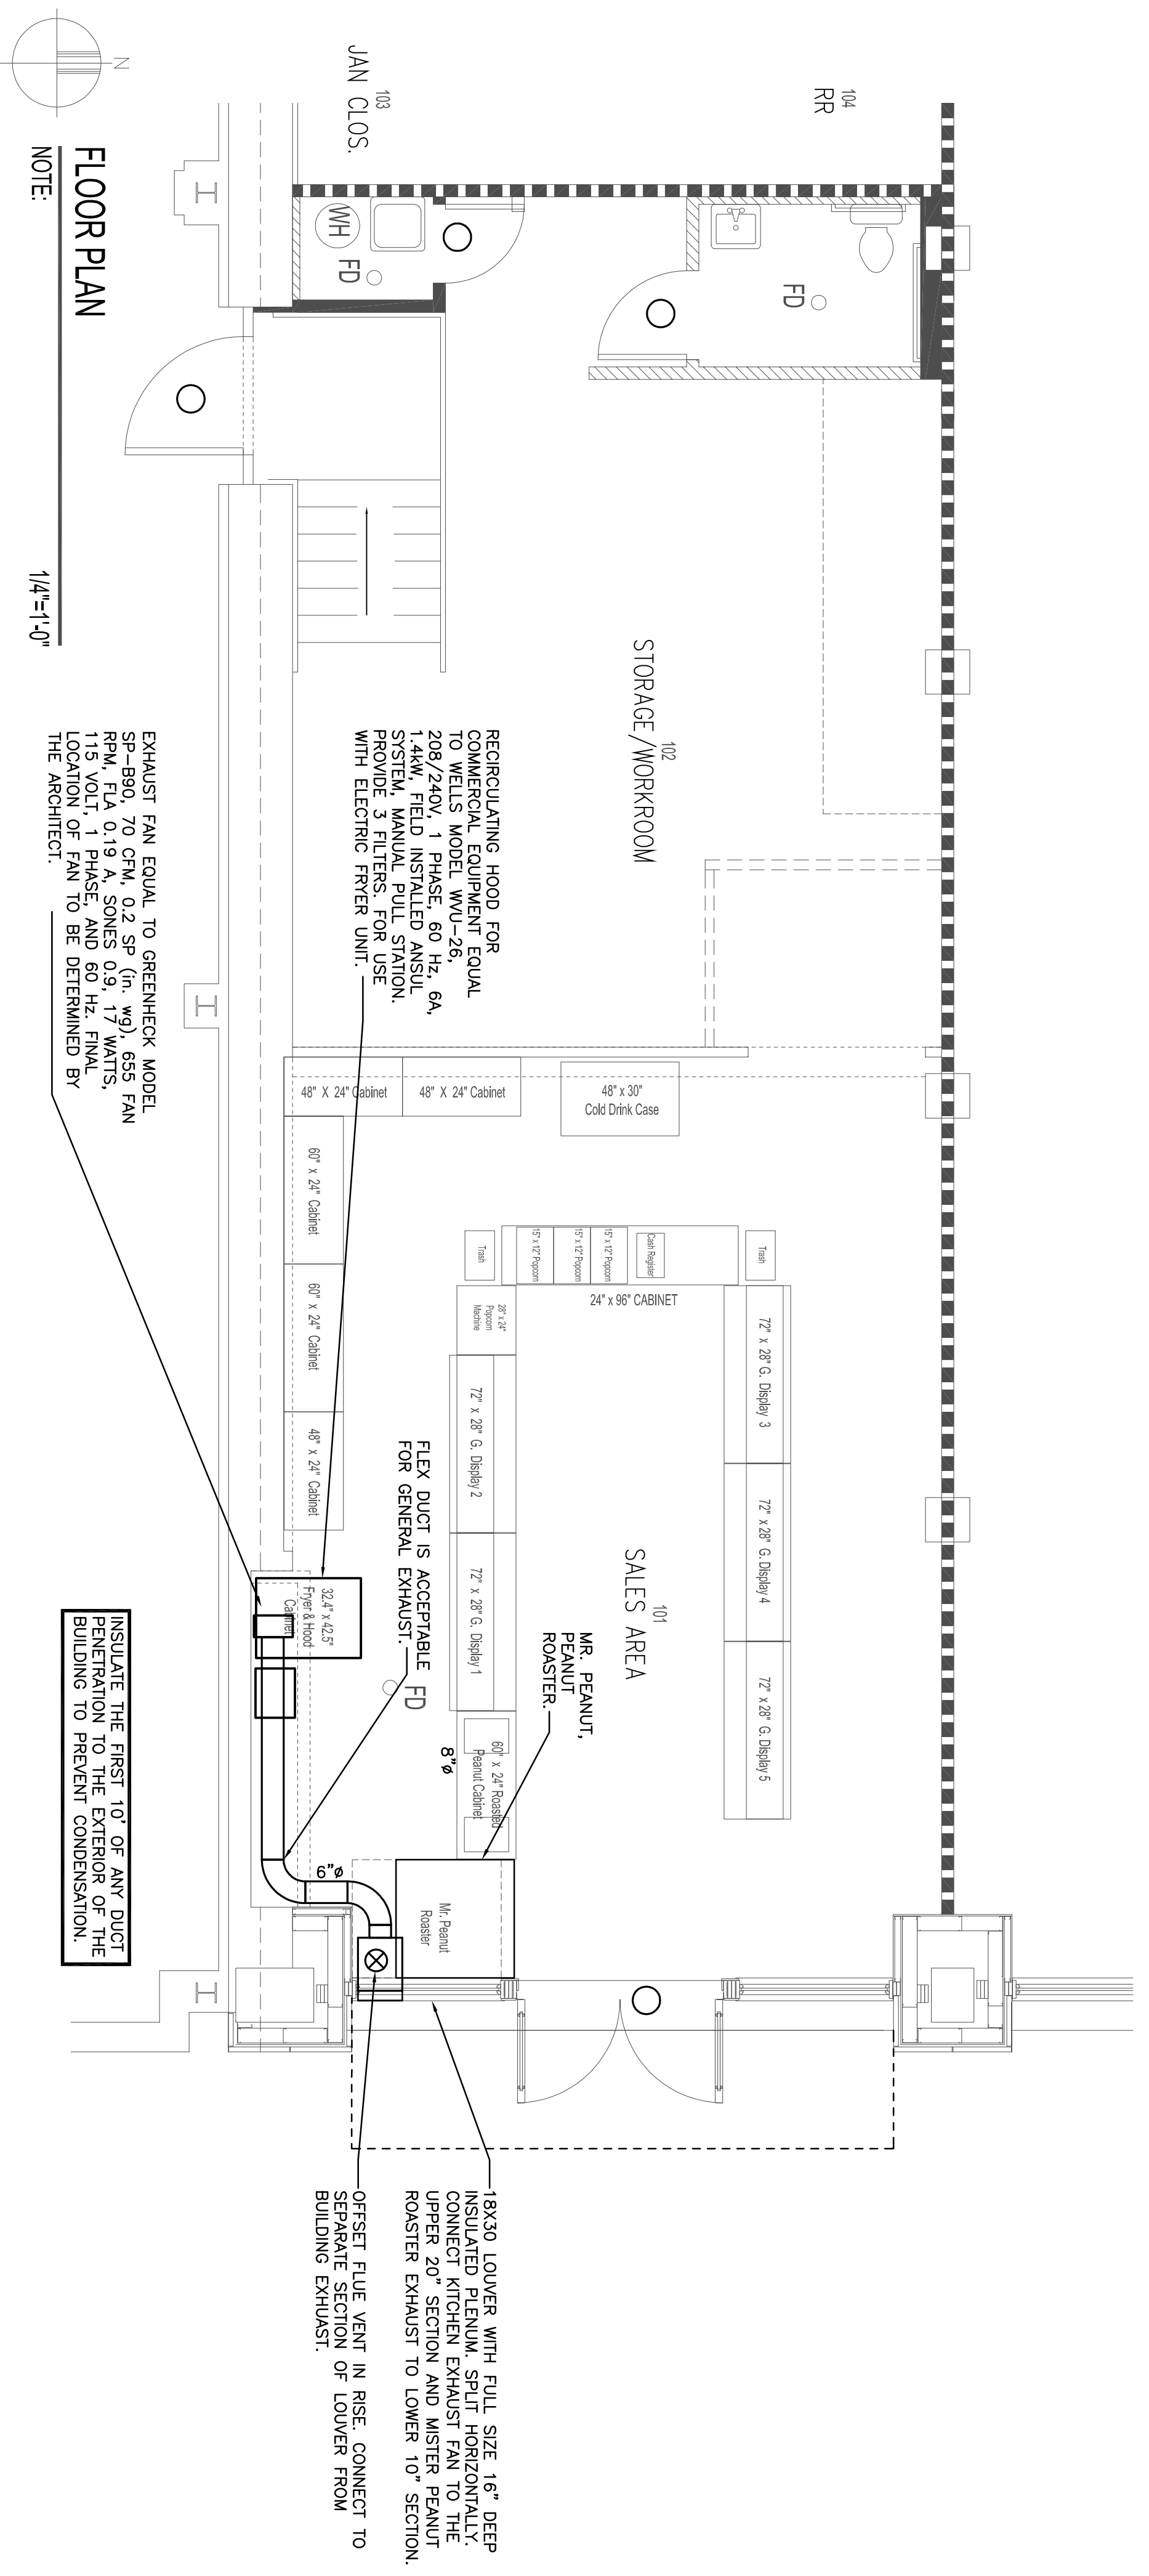 N
FLOOR PLAN
NOTE:
1/4"=1'-0"
103
JAN CLOS.
104
RR
WH
FD
FD
102
STORAGE/WORKROOM
RECIRCULATING HOOD FOR
COMMERCIAL EQUIPMENT EQUAL
TO WELLS MODEL WVU-26,
208/240V, 1 PHASE, 60 Hz, 6A,
1.4kW, FIELD INSTALLED ANSUL
SYSTEM, MANUAL PULL STATION.
PROVIDE 3 FILTERS. FOR USE
WITH ELECTRIC FRYER UNIT.
EXHAUST FAN EQUAL TO GREENHECK MODEL
SP-B90, 70 CFM, 0.2 SP (in. wg), 655 FAN
RPM, FLA 0.19 A, SONES 0.9, 17 WATTS,
115 VOLT, 1 PHASE, AND 60 Hz. FINAL
LOCATION OF FAN TO BE DETERMINED BY
THE ARCHITECT.
48" X 24" Cabinet
48" X 24" Cabinet
48" x 30"
Cold Drink Case
60" x 24" Cabinet
60" x 24" Cabinet
48" x 24" Cabinet
Trash
15" x 12" Popcorn
15" x 12" Popcorn
15" x 12" Popcorn
Cash Register
Trash
24" x 96" CABINET
28" x 24"
Popcorn
Machine
72" x 28" G. Display 2
72" x 28" G. Display 1
72" x 28" G. Display 3
72" x 28" G. Display 4
72" x 28" G. Display 5
101
SALES AREA
FLEX DUCT IS ACCEPTABLE
FOR GENERAL EXHAUST.
MR. PEANUT,
PEANUT
ROASTER.
32.4" x 42.5"
Fryer & Hood
Cabinet
FD
8"ø
60" x 24" Roasted
Peanut Cabinet
6"ø
Mr. Peanut
Roaster
INSULATE THE FIRST 10' OF ANY DUCT
PENETRATION TO THE EXTERIOR OF THE
BUILDING TO PREVENT CONDENSATION.
18X30 LOUVER WITH FULL SIZE 16" DEEP
INSULATED PLENUM. SPLIT HORIZONTALLY.
CONNECT KITCHEN EXHAUST FAN TO THE
UPPER 20" SECTION AND MISTER PEANUT
ROASTER EXHAUST TO LOWER 10" SECTION.
OFFSET FLUE VENT IN RISE. CONNECT TO
SEPARATE SECTION OF LOUVER FROM
BUILDING EXHUAST.